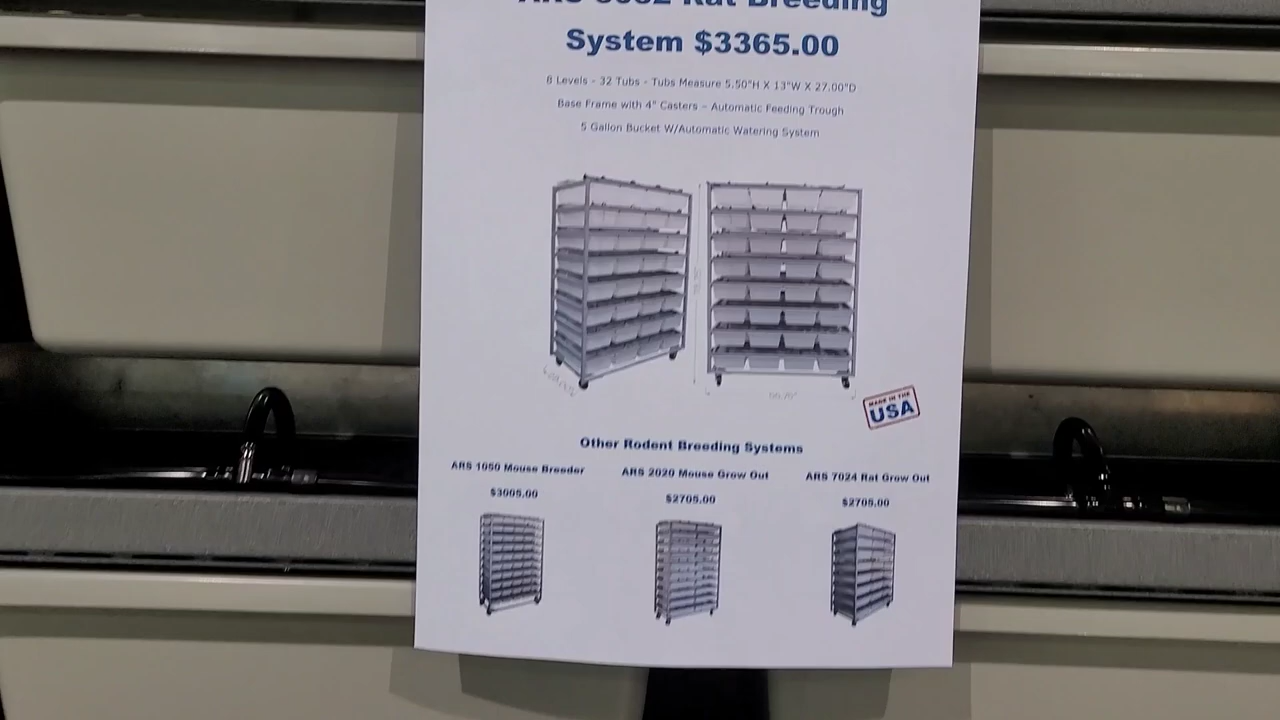 Rat Breeding
System $3365.00
8 Levels - 32 Tubs - Tubs Measure 5.50"H X 13"W X 27.00"D
Base Frame with 4" Casters – Automatic Feeding Trough
5 Gallon Bucket W/Automatic Watering System
MADE IN THE
USA
Other Rodent Breeding Systems
ARS 1050 Mouse Breeder
$3005.00
ARS 2020 Mouse Grow Out
$2705.00
ARS 7024 Rat Grow Out
$2705.00